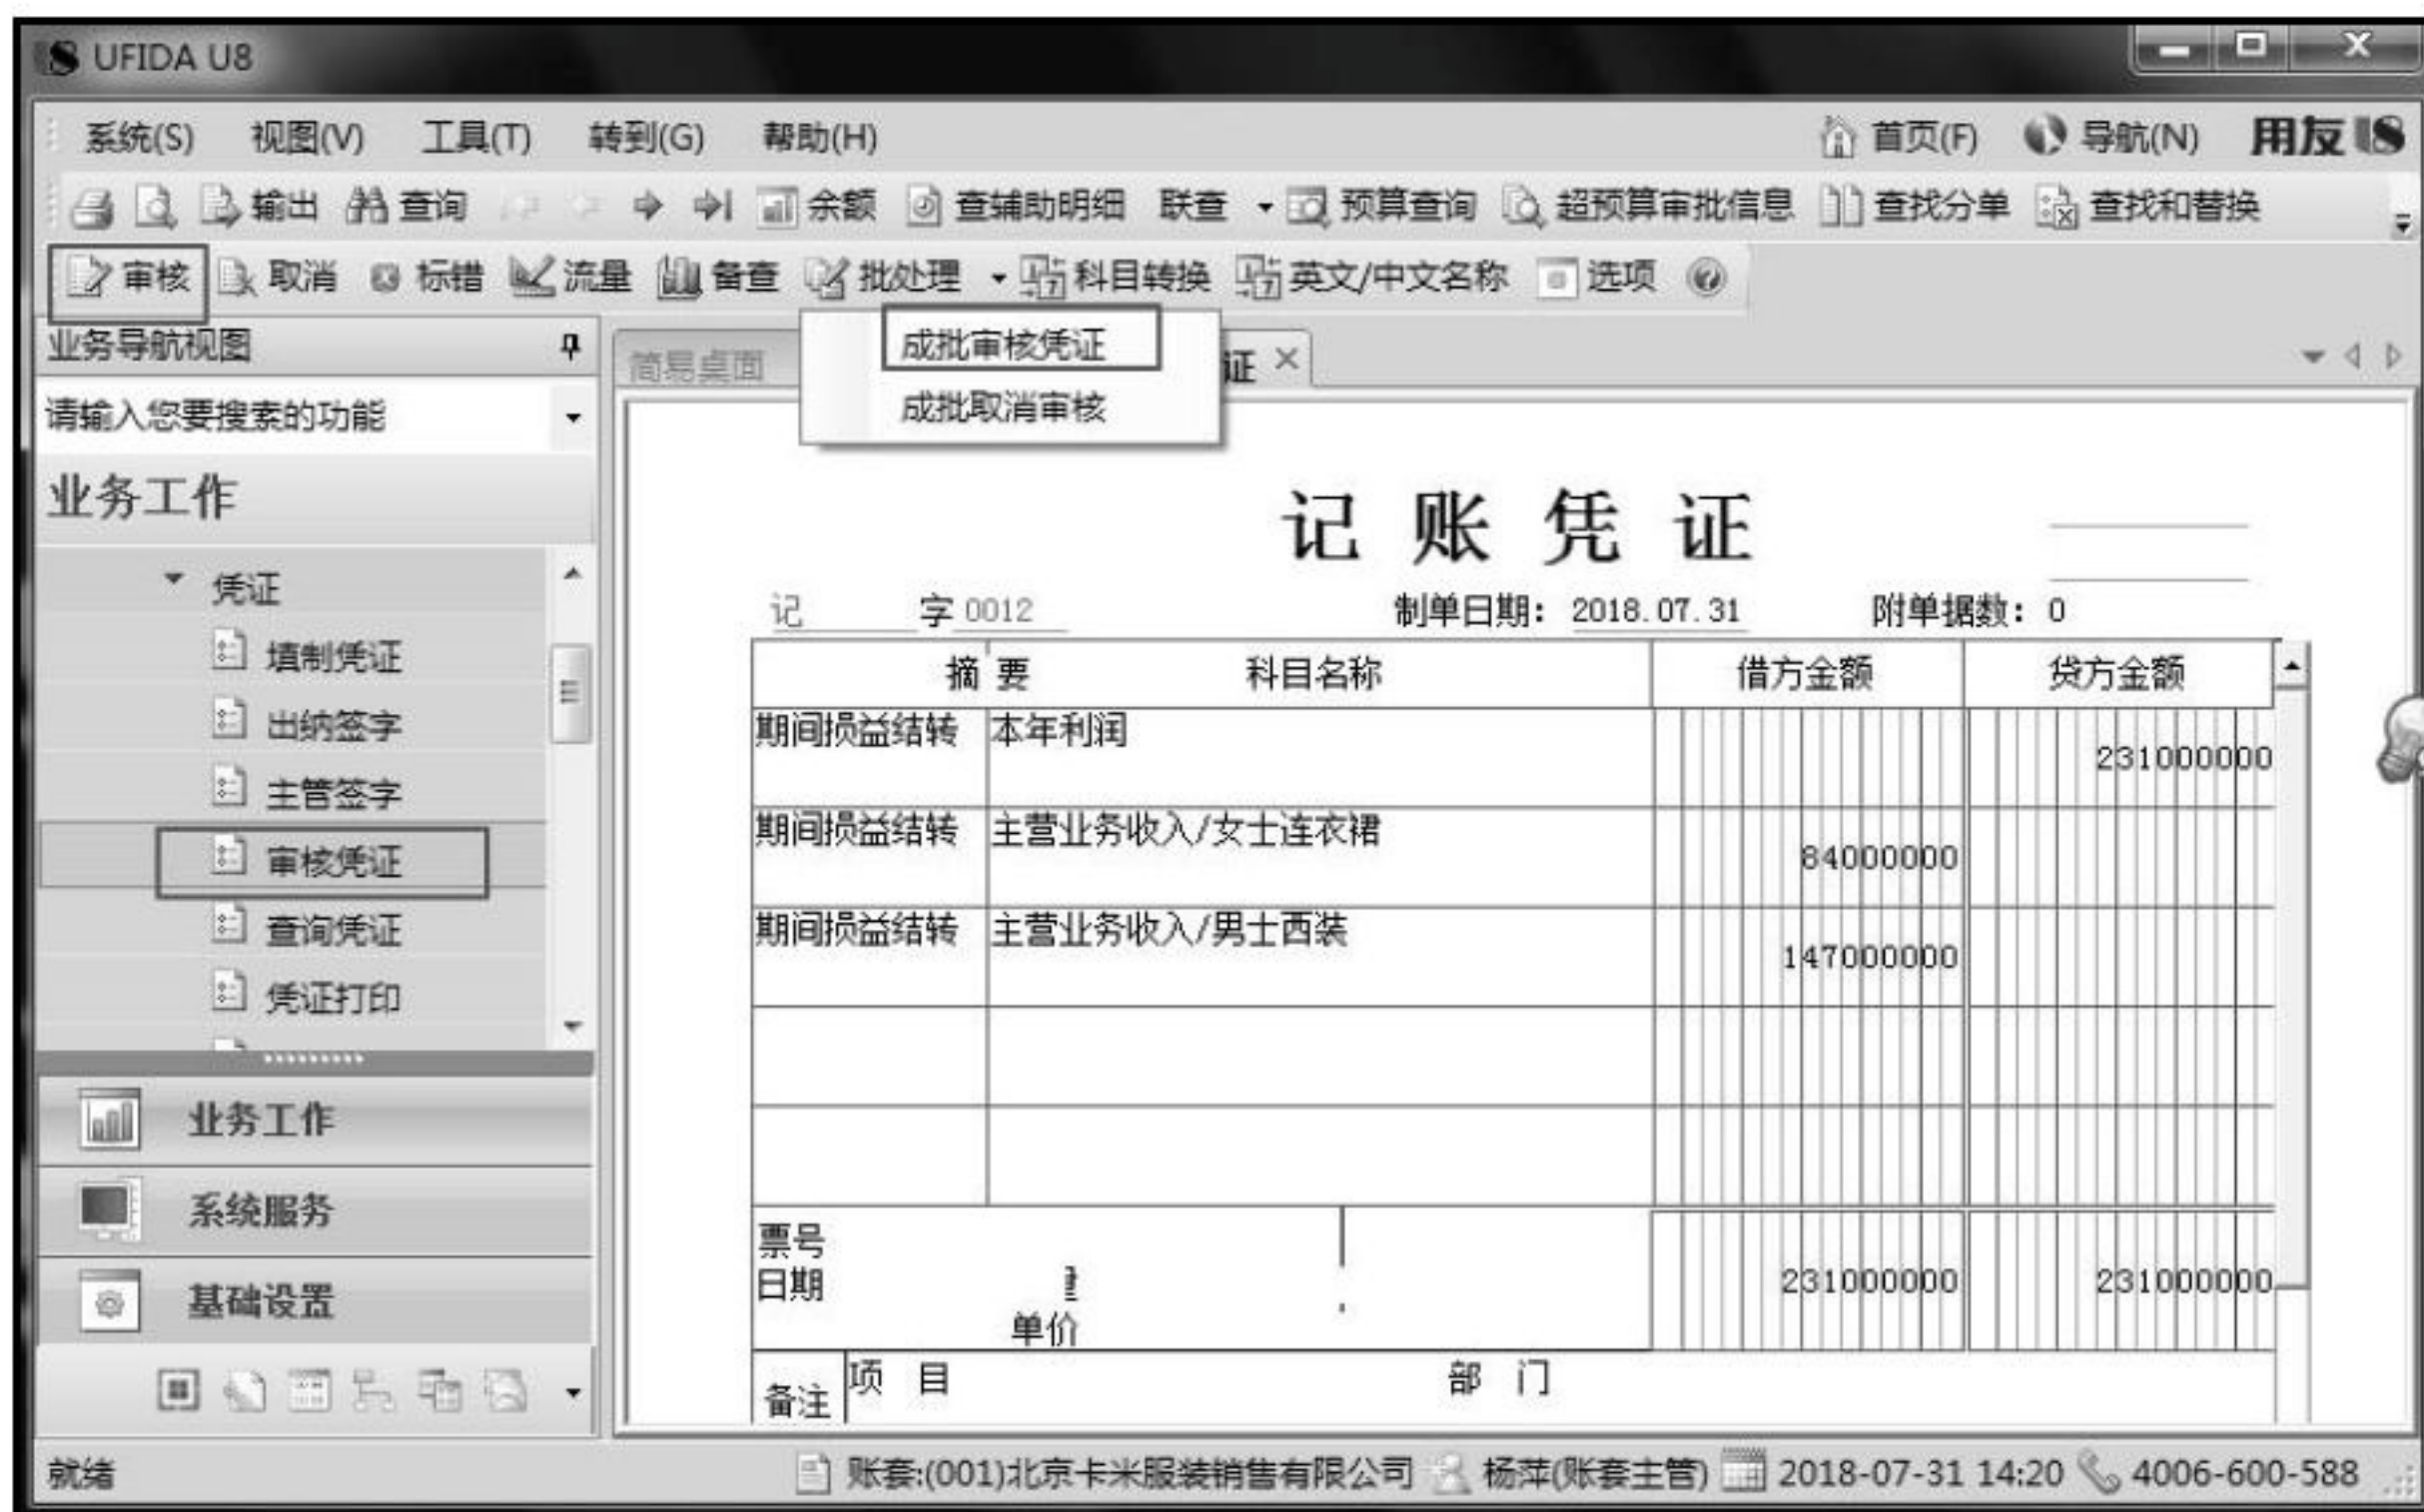 UFIDA U8
系统(S) 视图(V) 工具(T) 转到(G) 帮助(H) 首页(F) 导航(N) 用友U8
输出 查询 余额 查辅助明细 联查 预算查询 超预算审批信息 查找分单 查找和替换
审核 取消 标错 流量 备查 批处理 科目转换 英文/中文名称 选项
业务导航视图
简易桌面
成批审核凭证
证
成批取消审核
请输入您要搜索的功能
业务工作
凭证
填制凭证
出纳签字
主管签字
审核凭证
查询凭证
凭证打印
业务工作
系统服务
基础设置
记 账 凭 证
记 字 0012 制单日期: 2018.07.31 附单据数: 0
摘 要 科目名称 借方金额 贷方金额
期间损益结转 本年利润 231000000
期间损益结转 主营业务收入/女士连衣裙 84000000
期间损益结转 主营业务收入/男士西装 147000000
票号
日期 231000000 231000000
单价
备注 项 目 部 门
就绪 账套:(001)北京卡米服装销售有限公司 杨萍(账套主管) 2018-07-31 14:20 4006-600-588